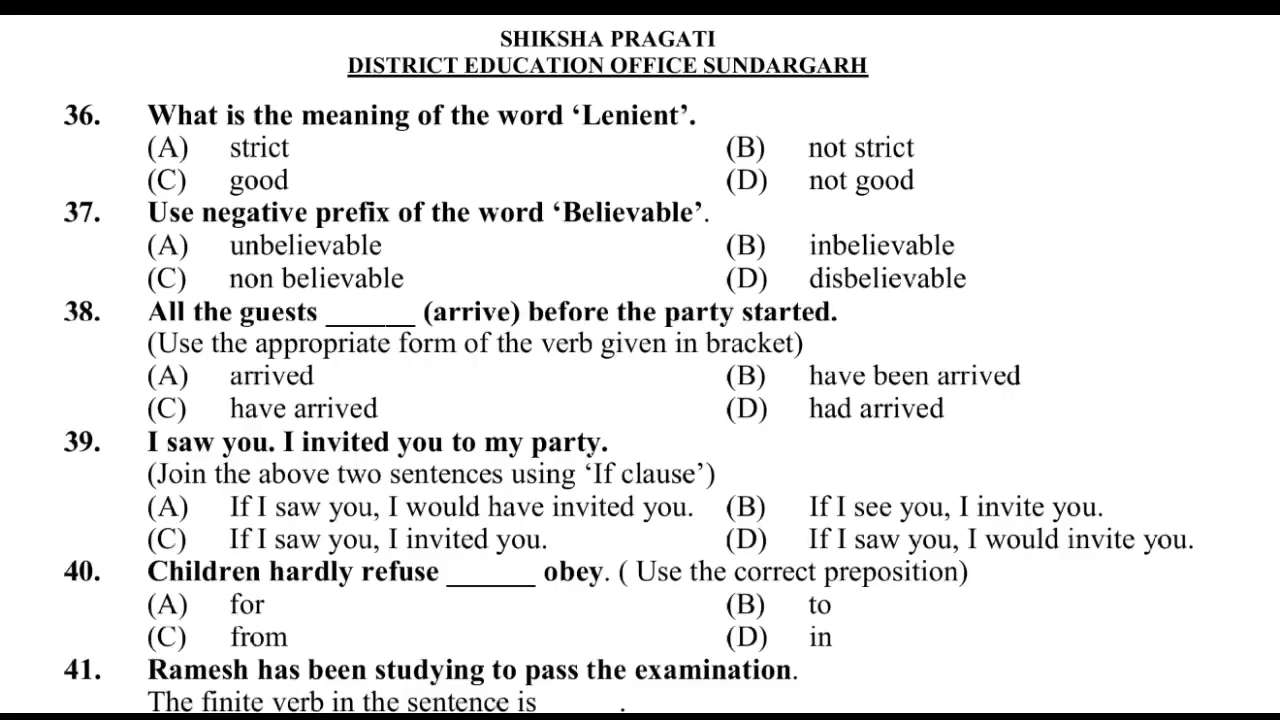 SHIKSHA PRAGATI
DISTRICT EDUCATION OFFICE SUNDARGARH
36. What is the meaning of the word ‘Lenient’.
(A) strict (B) not strict
(C) good (D) not good
37. Use negative prefix of the word ‘Believable’.
(A) unbelievable (B) inbelievable
(C) non believable (D) disbelievable
38. All the guests ______ (arrive) before the party started.
(Use the appropriate form of the verb given in bracket)
(A) arrived (B) have been arrived
(C) have arrived (D) had arrived
39. I saw you. I invited you to my party.
(Join the above two sentences using ‘If clause’)
(A) If I saw you, I would have invited you. (B) If I see you, I invite you.
(C) If I saw you, I invited you. (D) If I saw you, I would invite you.
40. Children hardly refuse ______ obey. ( Use the correct preposition)
(A) for (B) to
(C) from (D) in
41. Ramesh has been studying to pass the examination.
The finite verb in the sentence is ______.